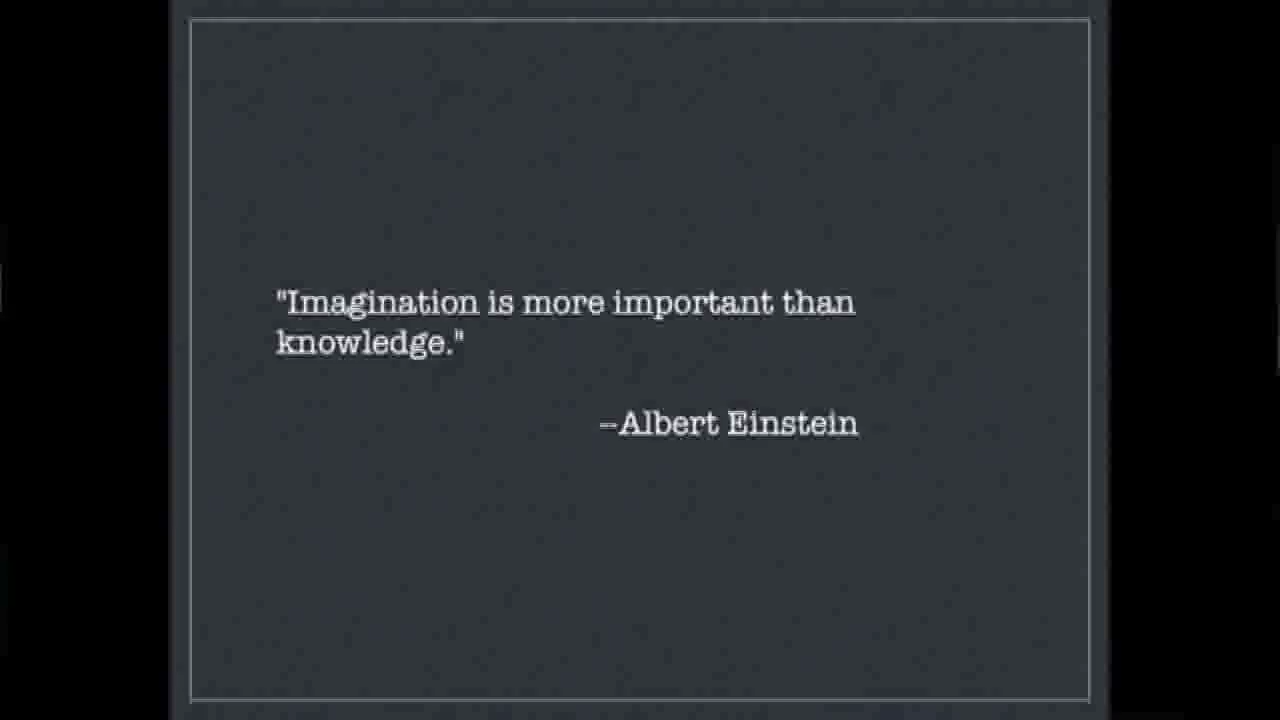 "Imagination is more important than
knowledge."
--Albert Einstein